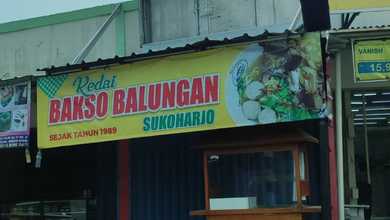 Kedai
BAKSO BALUNGAN
SUKOHARJO
SEJAK TAHUN 1989
VANISH
15.9